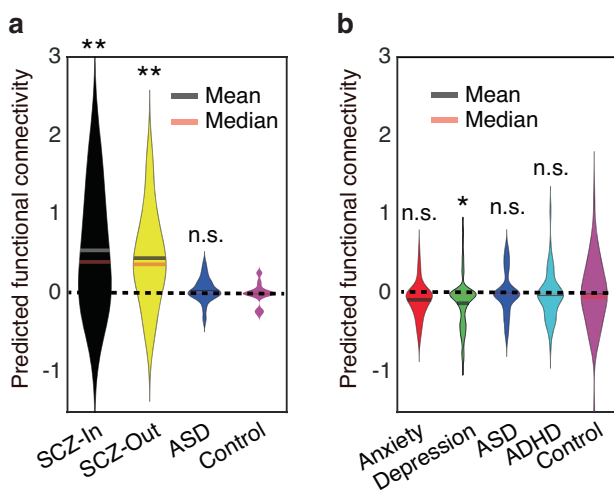 a
Predicted functional connectivity
3
2
1
0
-1
**
**
n.s.
Mean
Median
SCZ-In
SCZ-Out
ASD
Control
b
Predicted functional connectivity
3
2
1
0
-1
Mean
Median
n.s.
*
n.s.
n.s.
Anxiety
Depression
ASD
ADHD
Control